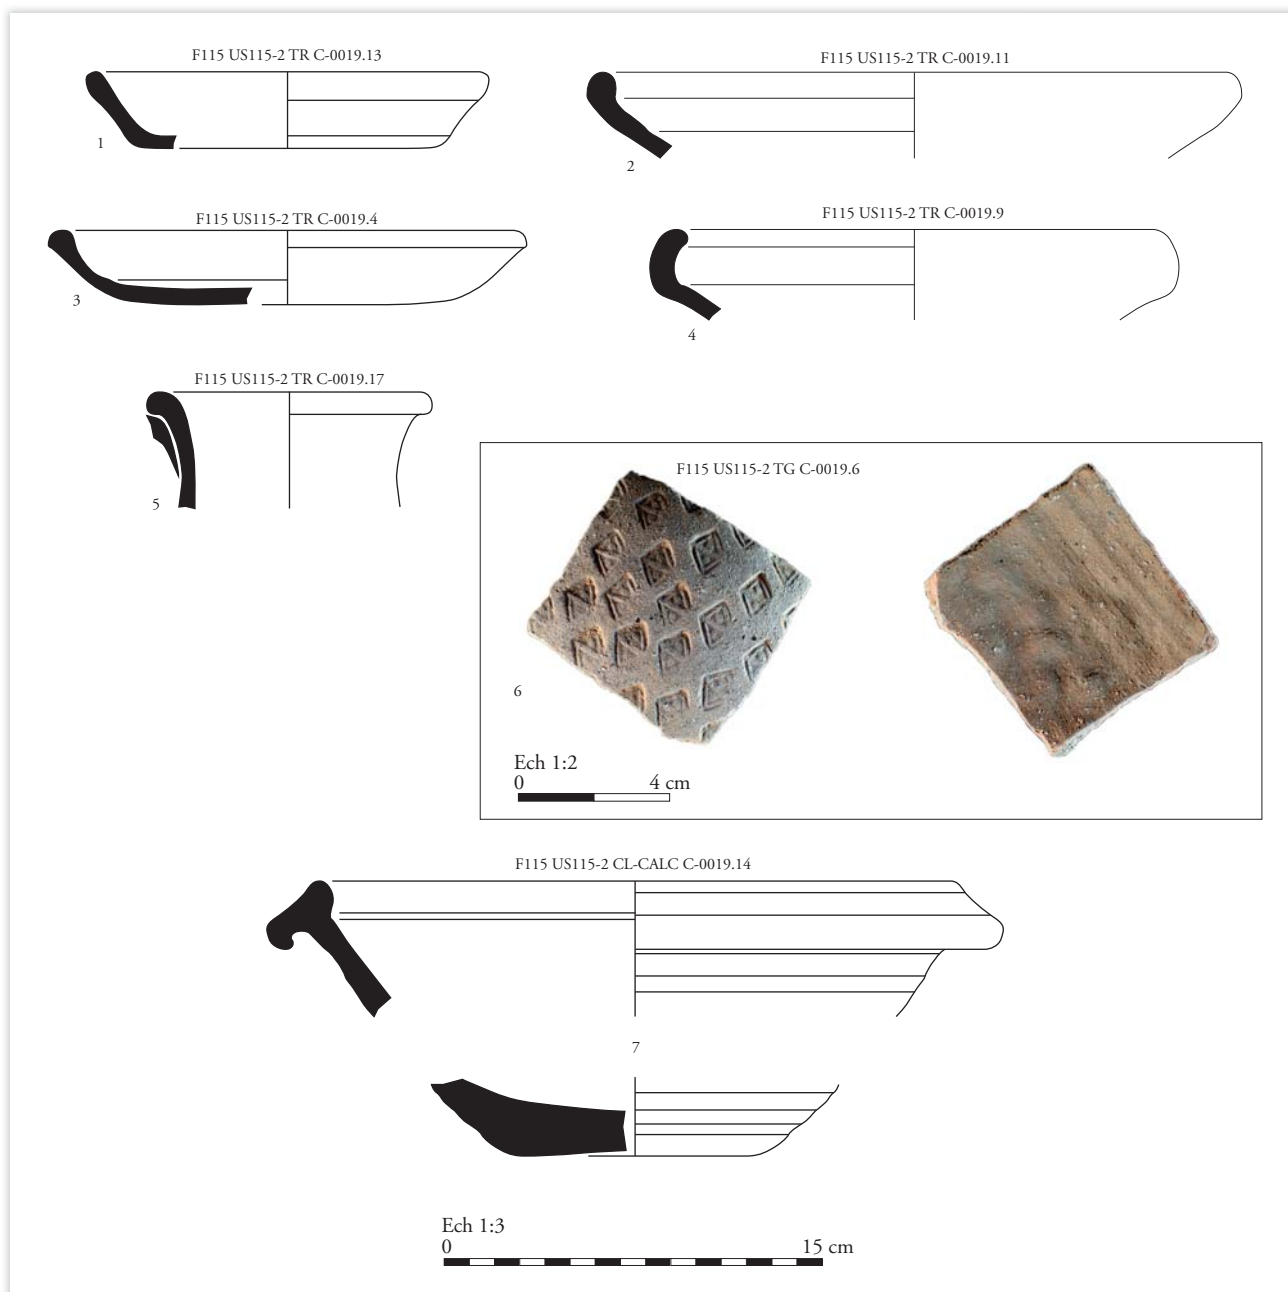 F115 US115-2 TR C-0019.13
1
F115 US115-2 TR C-0019.11
2
F115 US115-2 TR C-0019.4
3
F115 US115-2 TR C-0019.9
4
F115 US115-2 TR C-0019.17
5
F115 US115-2 TG C-0019.6
6
Ech 1:2
0 4 cm
F115 US115-2 CL-CALC C-0019.14
7
Ech 1:3
0 15 cm